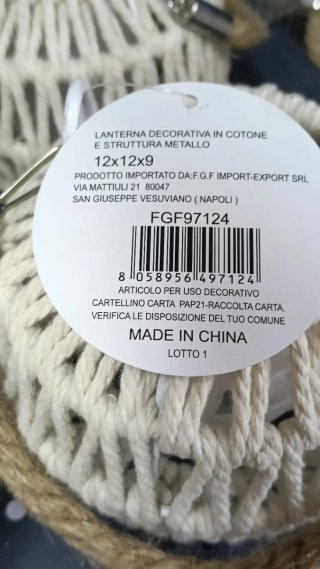 LANTERNA DECORATIVA IN COTONE
E STRUTTURA METALLO
12x12x9
PRODOTTO IMPORTATO DA:F.G.F IMPORT-EXPORT SRL
VIA MATTIULI 21 80047
SAN GIUSEPPE VESUVIANO ( NAPOLI )
FGF97124
8 058956 497124
ARTICOLO PER USO DECORATIVO
CARTELLINO CARTA PAP21-RACCOLTA CARTA.
VERIFICA LE DISPOSIZIONE DEL TUO COMUNE
MADE IN CHINA
LOTTO 1